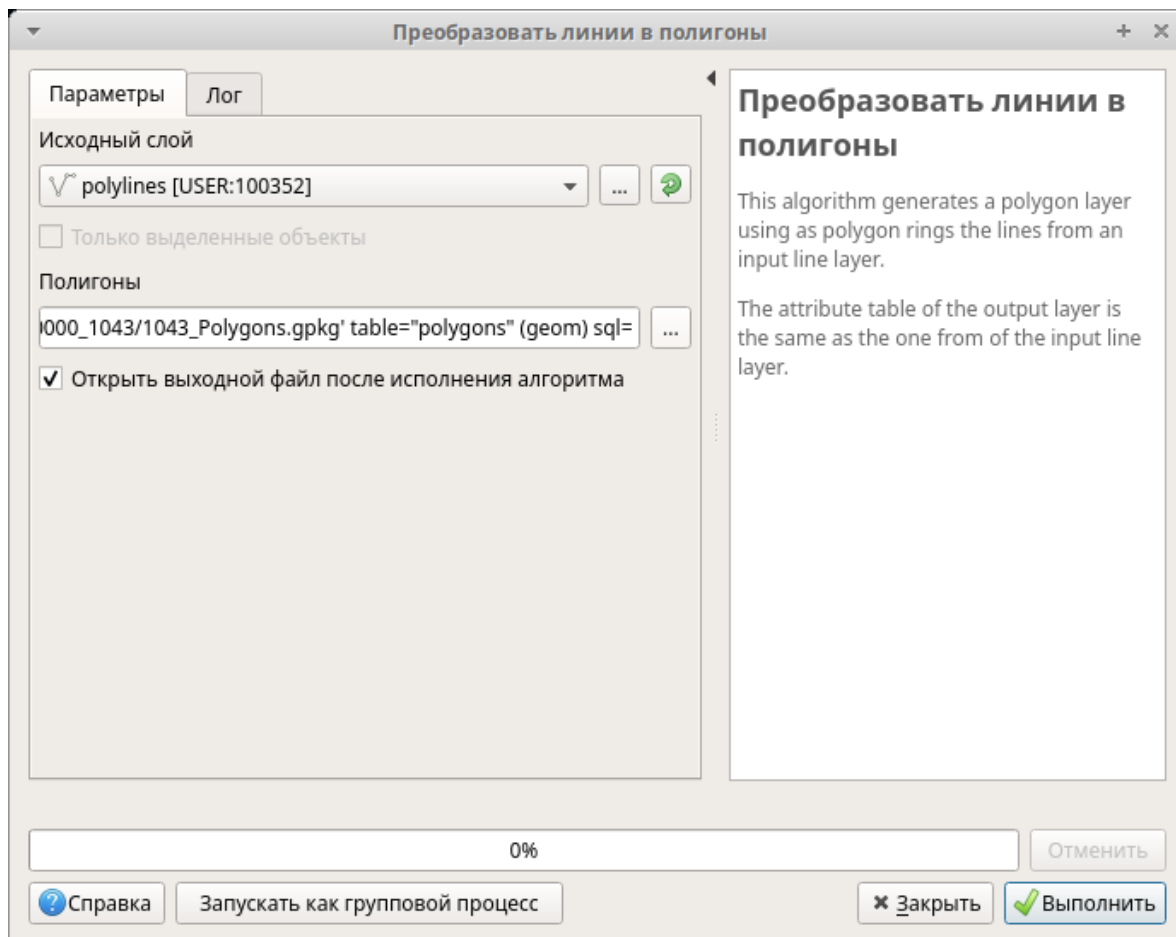 Преобразовать линии в полигоны
Параметры
Лог
Исходный слой
polylines [USER:100352]
...
Только выделенные объекты
Полигоны
000_1043/1043_Polygons.gpkg' table="polygons" (geom) sql=
...
Открыть выходной файл после исполнения алгоритма
Преобразовать линии в
полигоны
This algorithm generates a polygon layer
using as polygon rings the lines from an
input line layer.
The attribute table of the output layer is
the same as the one from of the input line
layer.
0%
Отменить
Справка
Запускать как групповой процесс
Закрыть
Выполнить